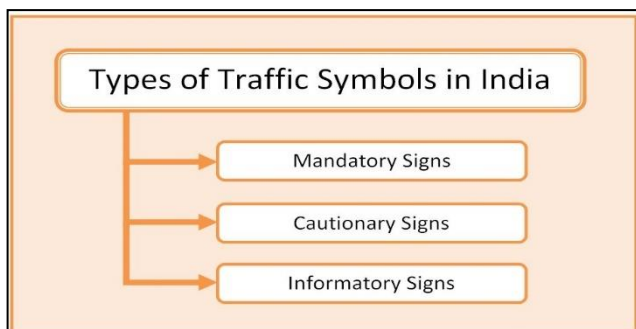 Types of Traffic Symbols in India
Mandatory Signs
Cautionary Signs
Informatory Signs